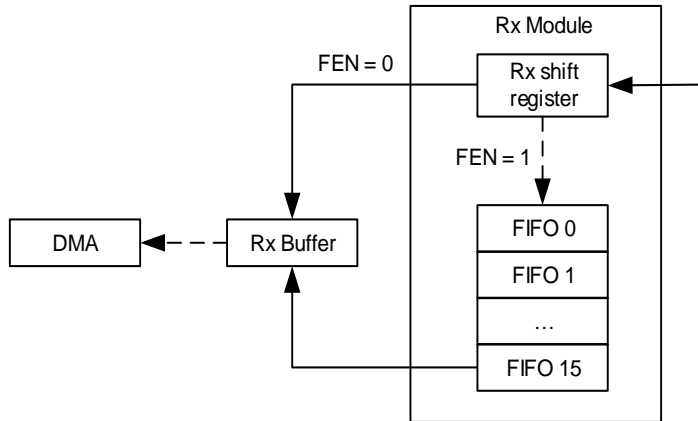 Rx Module
FEN = 0
Rx shift
register
FEN = 1
DMA
Rx Buffer
FIFO 0
FIFO 1
...
FIFO 15